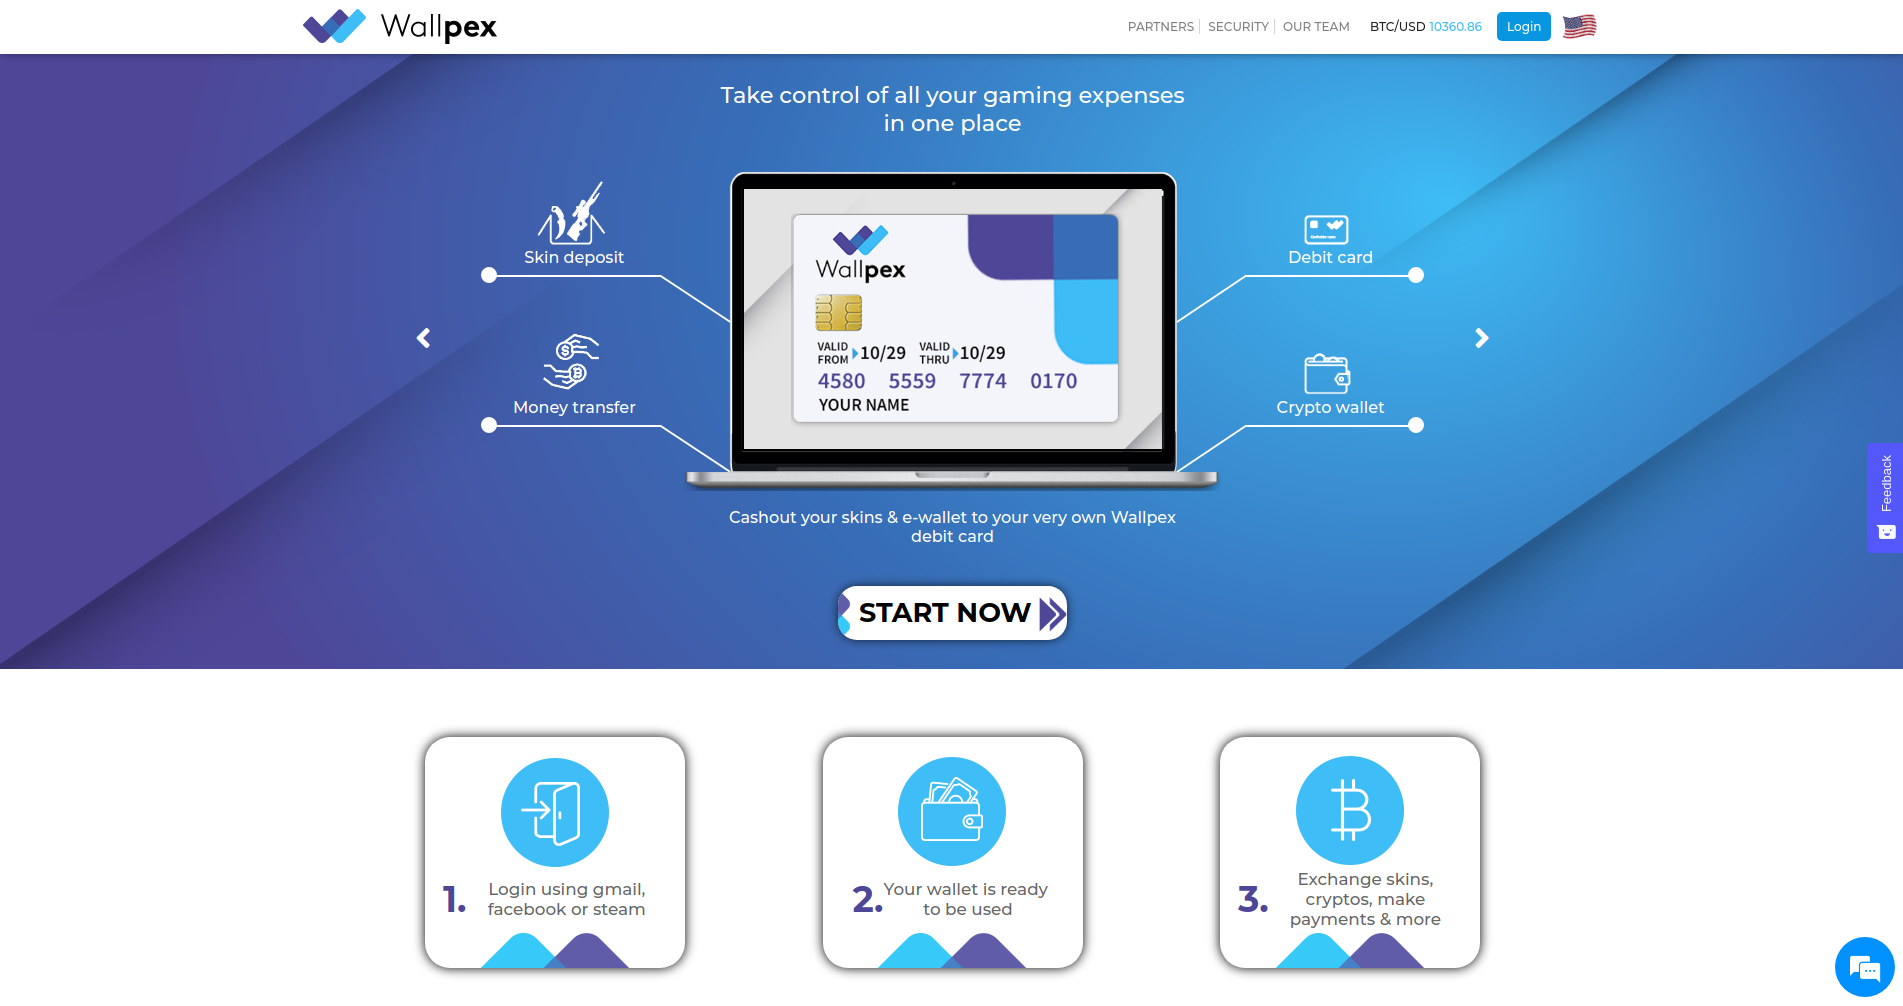 Wallpex
PARTNERS
SECURITY
OUR TEAM
BTC/USD 10360.86
Login
Take control of all your gaming expenses
in one place
Skin deposit
Debit card
Money transfer
Crypto wallet
Wallpex
VALID
FROM
10/29
VALID
THRU
10/29
4580 5559 7774 0170
YOUR NAME
Cashout your skins & e-wallet to your very own Wallpex
debit card
START NOW
Feedback
1.
Login using gmail,
facebook or steam
2.
Your wallet is ready
to be used
3.
Exchange skins,
cryptos, make
payments & more